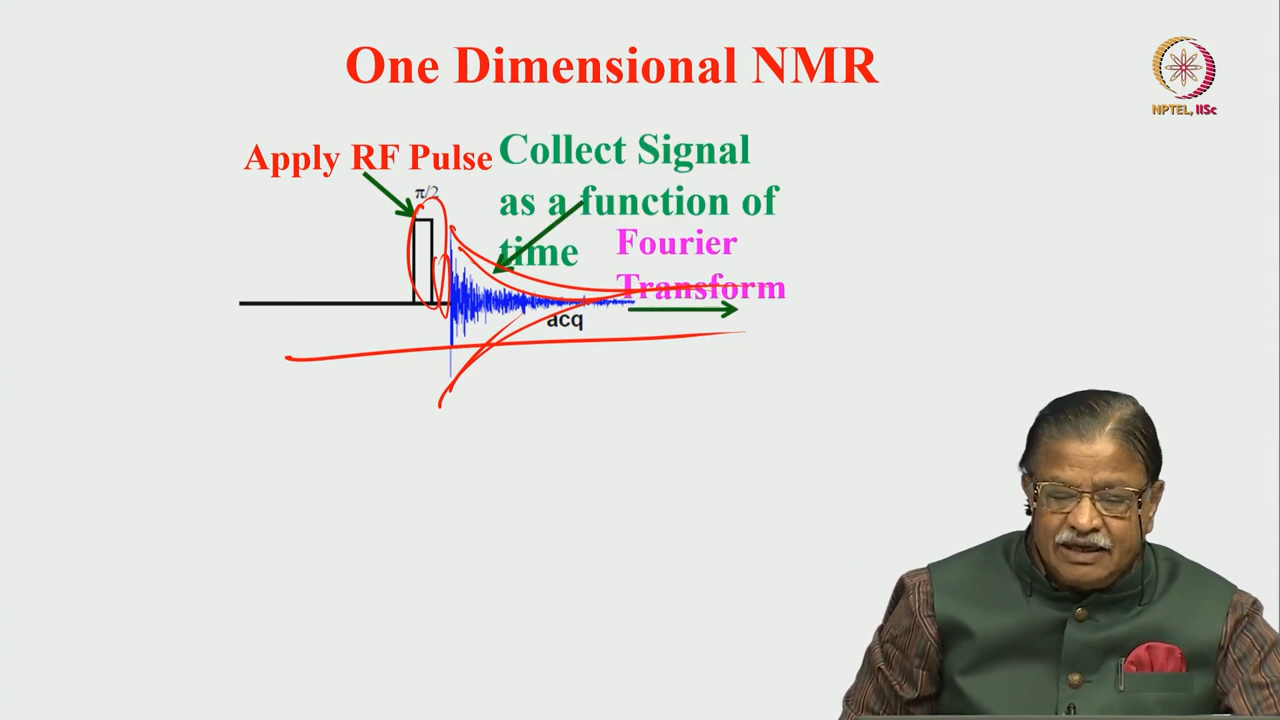 One Dimensional NMR
NPTEL, IISc
Apply RF Pulse
Collect Signal
as a function of
time
π/2
Fourier
Transform
acq